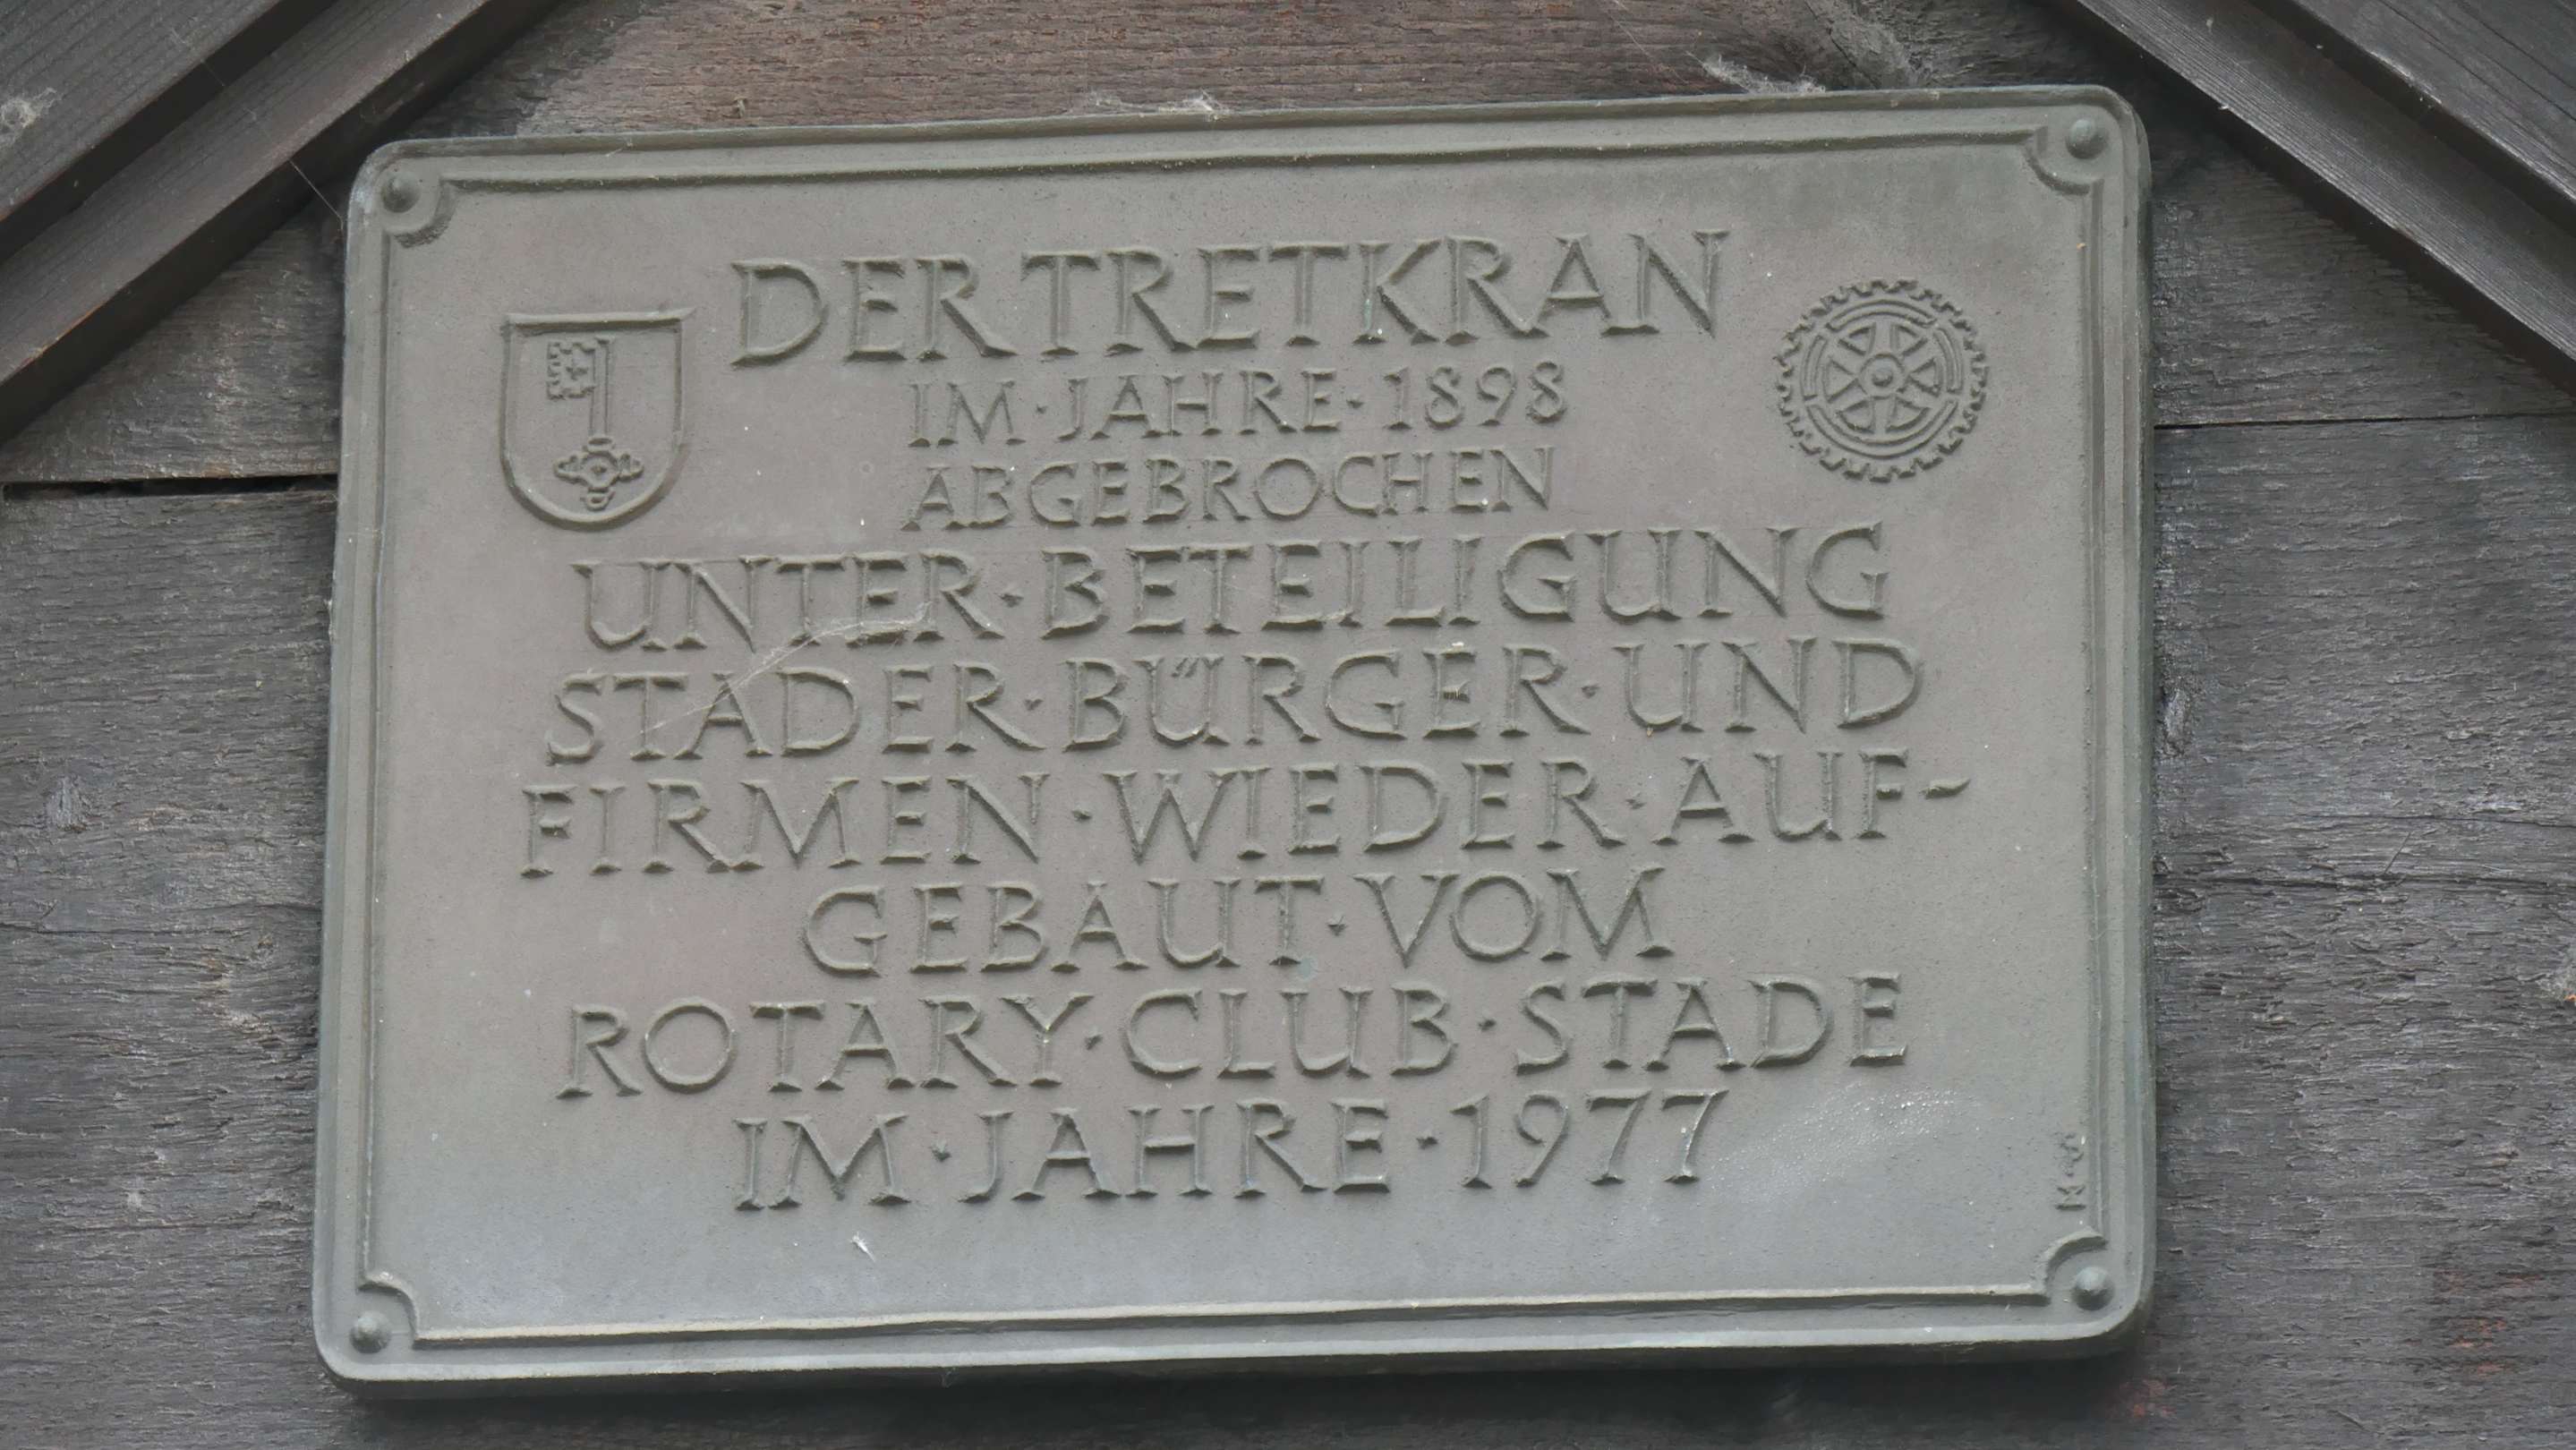 DER TRETKRAN
IM · JAHRE · 1898
ABGEBROCHEN
UNTER · BETEILIGUNG
STADER · BÜRGER · UND
FIRMEN · WIEDER · AUF-
GEBAUT · VOM
ROTARY · CLUB · STADE
IM · JAHRE · 1977